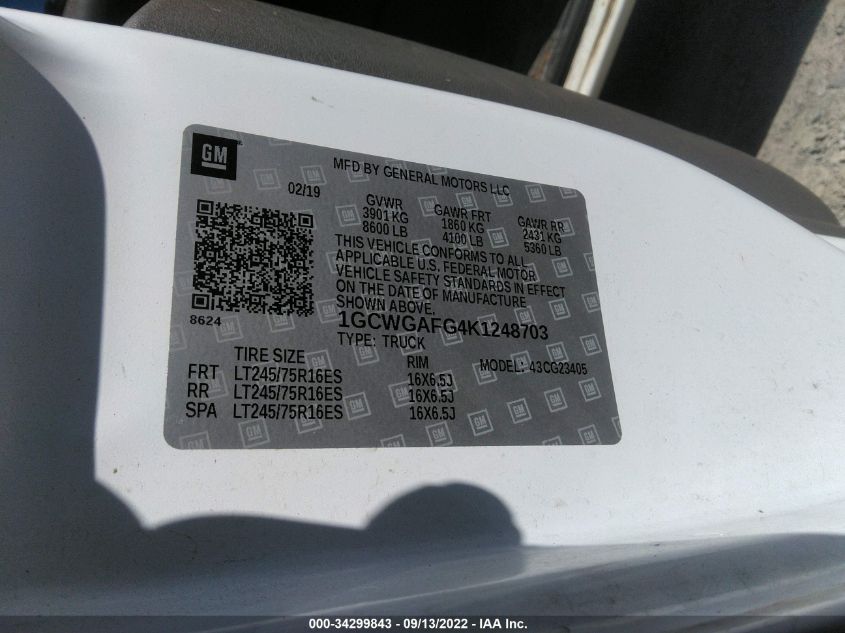 GM
MFD BY GENERAL MOTORS LLC
02/19
GVWR GAWR FRT GAWR RR
3901 KG 1860 KG 2431 KG
8600 LB 4100 LB 5360 LB
THIS VEHICLE CONFORMS TO ALL
APPLICABLE U.S. FEDERAL MOTOR
VEHICLE SAFETY STANDARDS IN EFFECT
ON THE DATE OF MANUFACTURE
SHOWN ABOVE.
8624
1GCWGAFG4K1248703
TYPE: TRUCK
MODEL: 43CG23405
TIRE SIZE RIM
FRT LT245/75R16ES 16X6.5J
RR LT245/75R16ES 16X6.5J
SPA LT245/75R16ES 16X6.5J
000-34299843 - 09/13/2022 - IAA Inc.